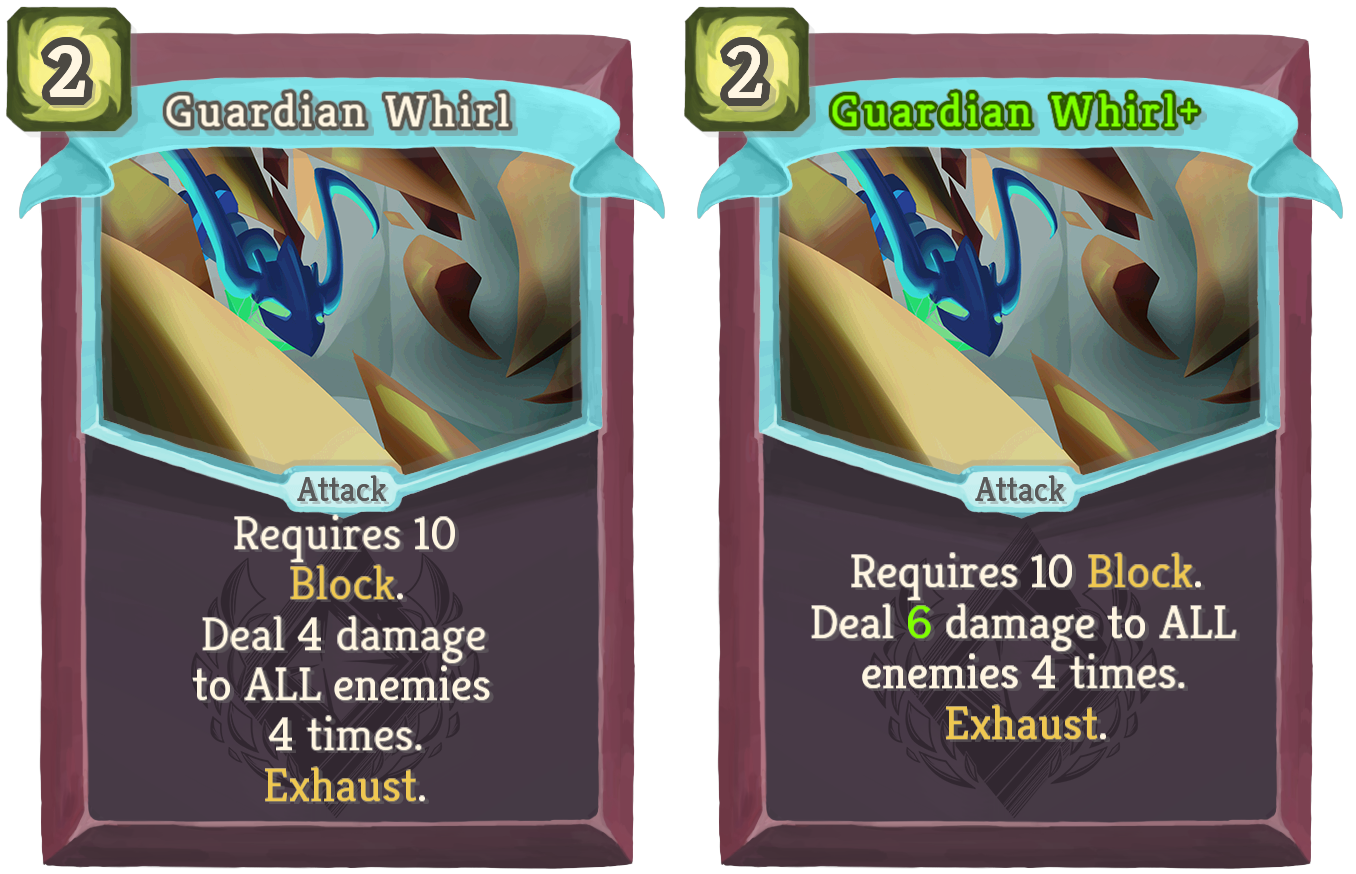 2
Guardian Whirl
Attack
Requires 10
Block.
Deal 4 damage
to ALL enemies
4 times.
Exhaust.
2
Guardian Whirl+
Attack
Requires 10 Block.
Deal 6 damage to ALL
enemies 4 times.
Exhaust.